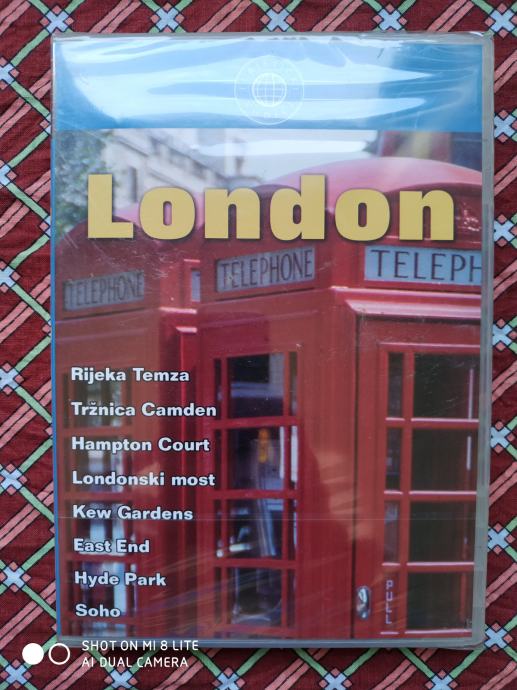 London
TELEPHONE
TELEPHONE
TELEPH
Rijeka Temza
Tržnica Camden
Hampton Court
Londonski most
Kew Gardens
East End
Hyde Park
Soho
PULL
SHOT ON MI 8 LITE
AI DUAL CAMERA